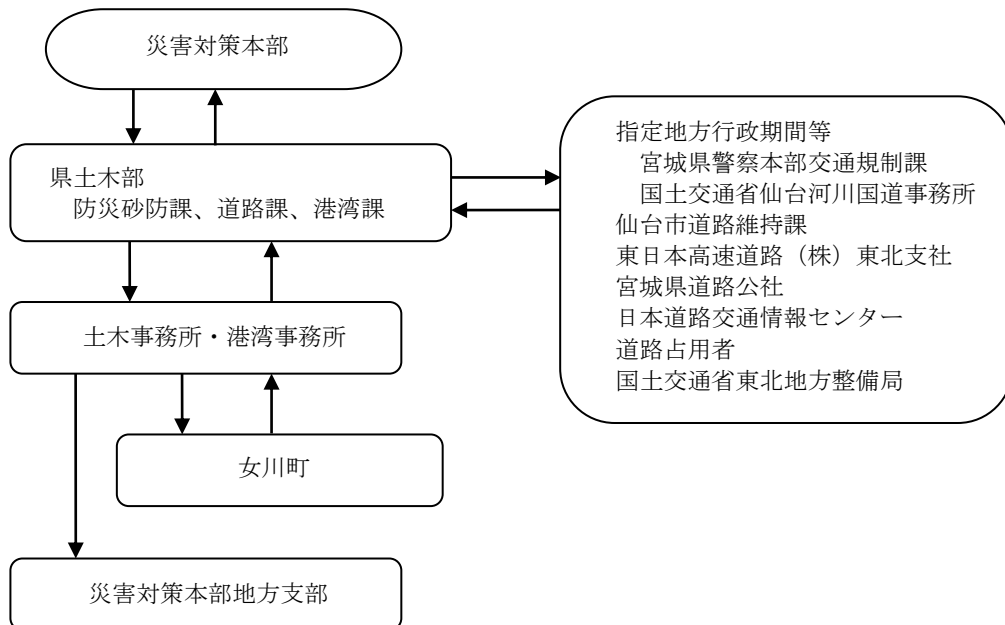 災害対策本部
県土木部
防災砂防課、道路課、港湾課
土木事務所・港湾事務所
女川町
災害対策本部地方支部
指定地方行政期間等
宮城県警察本部交通規制課
国土交通省仙台河川国道事務所
仙台市道路維持課
東日本高速道路（株）東北支社
宮城県道路公社
日本道路交通情報センター
道路占用者
国土交通省東北地方整備局